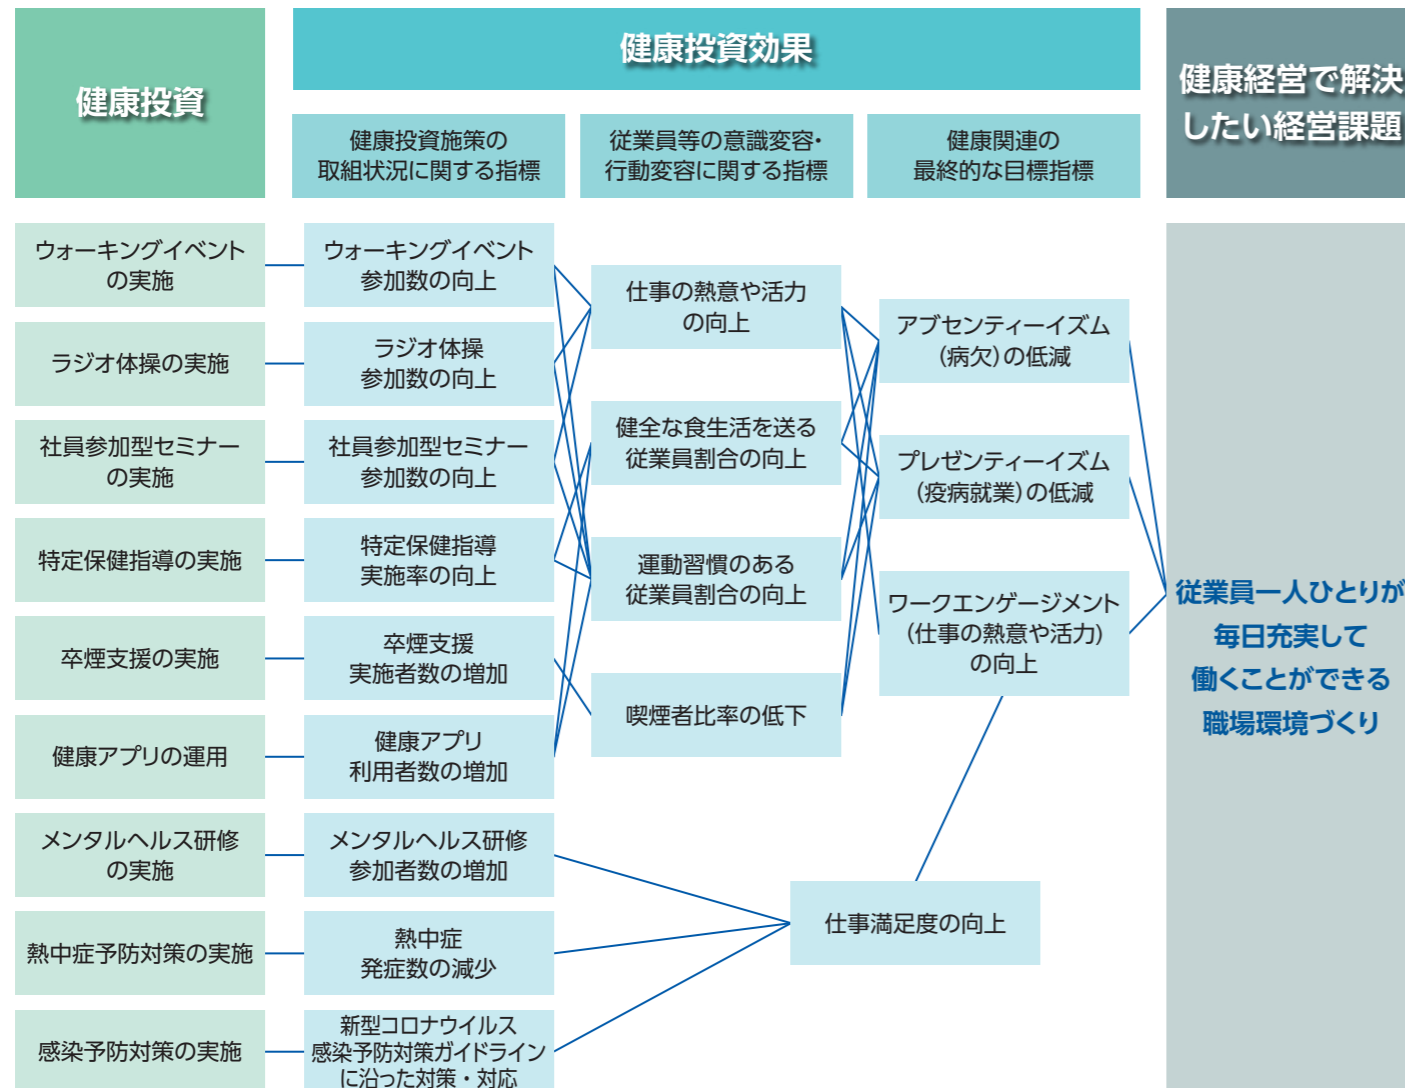 健康投資
健康投資効果
健康経営で解決
したい経営課題
健康投資施策の
取組状況に関する指標
従業員等の意識変容・
行動変容に関する指標
健康関連の
最終的な目標指標
ウォーキングイベント
の実施
ラジオ体操の実施
社員参加型セミナー
の実施
特定保健指導の実施
卒煙支援の実施
健康アプリの運用
メンタルヘルス研修
の実施
熱中症予防対策の実施
感染予防対策の実施
ウォーキングイベント
参加数の向上
ラジオ体操
参加数の向上
社員参加型セミナー
参加数の向上
特定保健指導
実施率の向上
卒煙支援
実施者数の増加
健康アプリ
利用者数の増加
メンタルヘルス研修
参加者数の増加
熱中症
発症数の減少
新型コロナウイルス
感染予防対策ガイドライン
に沿った対策・対応
仕事の熱意や活力
の向上
健全な食生活を送る
従業員割合の向上
運動習慣のある
従業員割合の向上
喫煙者比率の低下
仕事満足度の向上
アブセンティーイズム
(病欠)の低減
プレゼンティーイズム
(疫病就業)の低減
ワークエンゲージメント
(仕事の熱意や活力)
の向上
従業員一人ひとりが
毎日充実して
働くことができる
職場環境づくり